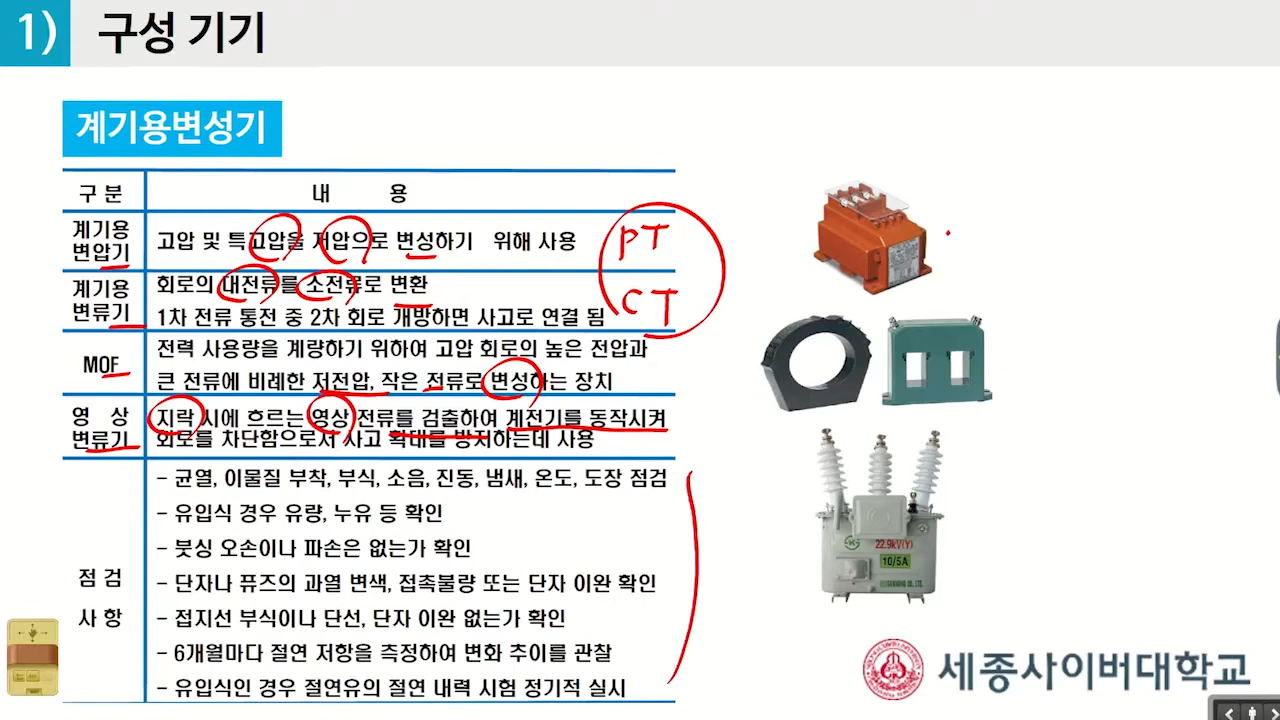 1) 구성 기기
계기용변성기
구 분 내 용
계기용 변압기 고압 및 특고압을 저압으로 변성하기 위해 사용
PT
계기용 변류기 회로의 대전류를 소전류로 변환
1차 전류 통전 중 2차 회로 개방하면 사고로 연결 됨
CT
MOF 전력 사용량을 계량하기 위하여 고압 회로의 높은 전압과
큰 전류에 비례한 저전압, 작은 전류로 변성하는 장치
영 상 변류기 지락 시에 흐르는 영상 전류를 검출하여 계전기를 동작시켜
회로를 차단함으로서 사고 확대를 방지하는데 사용
점 검 사 항
- 균열, 이물질 부착, 부식, 소음, 진동, 냄새, 온도, 도장 점검
- 유입식 경우 유량, 누유 등 확인
- 붓싱 오손이나 파손은 없는가 확인
- 단자나 퓨즈의 과열 변색, 접촉불량 또는 단자 이완 확인
- 접지선 부식이나 단선, 단자 이완 없는가 확인
- 6개월마다 절연 저항을 측정하여 변화 추이를 관찰
- 유입식인 경우 절연유의 절연 내력 시험 정기적 실시
22.9kV(Y)
10/5A
세종사이버대학교